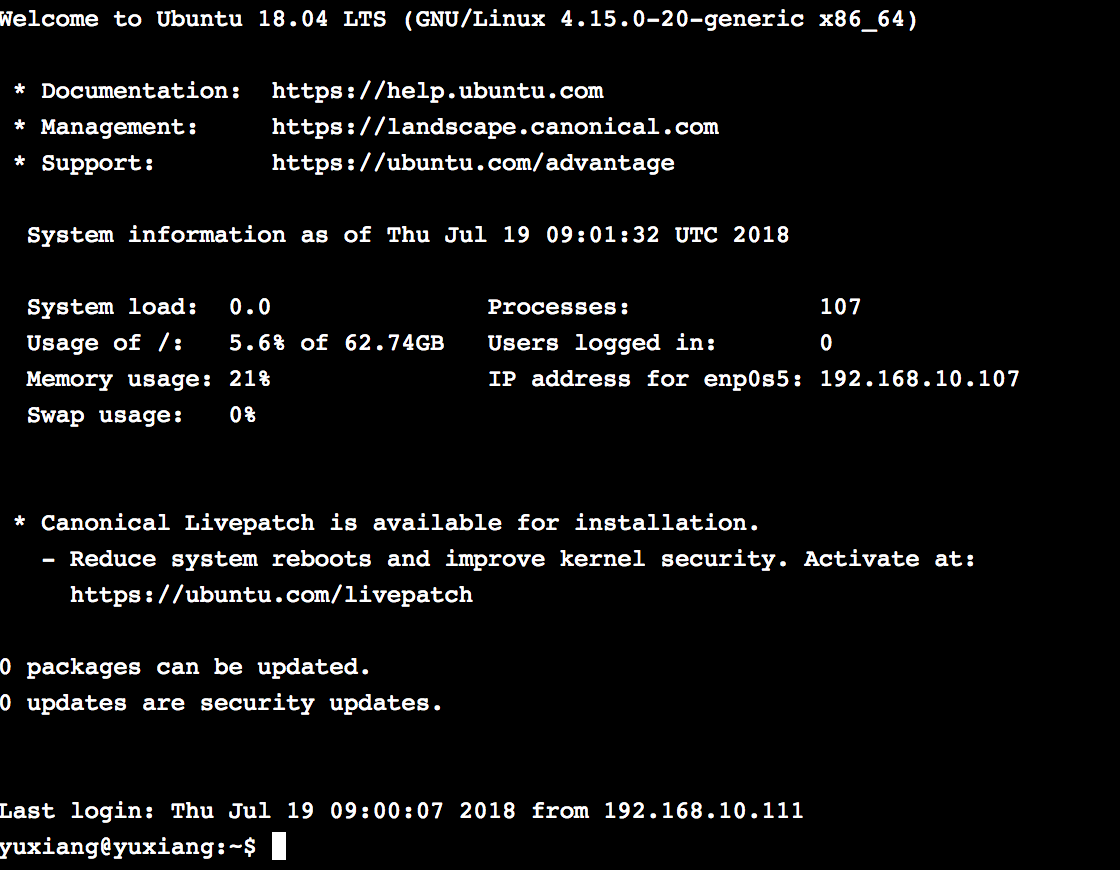 Welcome to Ubuntu 18.04 LTS (GNU/Linux 4.15.0-20-generic x86_64)
* Documentation:  https://help.ubuntu.com
* Management:     https://landscape.canonical.com
* Support:        https://ubuntu.com/advantage
System information as of Thu Jul 19 09:01:32 UTC 2018
System load:  0.0               Processes:             107
Usage of /:   5.6% of 62.74GB   Users logged in:       0
Memory usage: 21%               IP address for enp0s5: 192.168.10.107
Swap usage:   0%
* Canonical Livepatch is available for installation.
- Reduce system reboots and improve kernel security. Activate at:
https://ubuntu.com/livepatch
0 packages can be updated.
0 updates are security updates.
Last login: Thu Jul 19 09:00:07 2018 from 192.168.10.111
yuxiang@yuxiang:~$